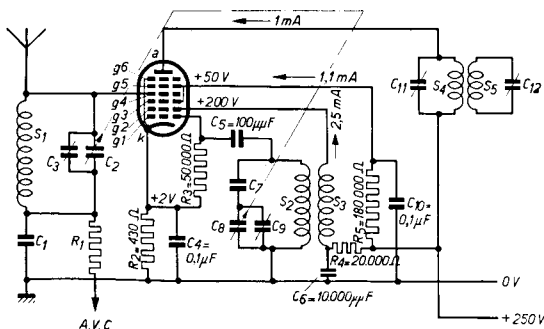 1mA
a
g6
g5
g4
g3
g2
g1
k
+50V
1,1mA
+200V
2,5mA
C11
S4
S5
C12
S1
C3
C2
C5=100μμF
R3=50.000Ω
C7
S2
S3
C8
C9
R5=180.000Ω
C10=
0,1μF
+2V
C1
R1
R2=430Ω
C4=
0,1μF
R4=20.000Ω
C6=10.000μμF
0V
+250V
A.V.C